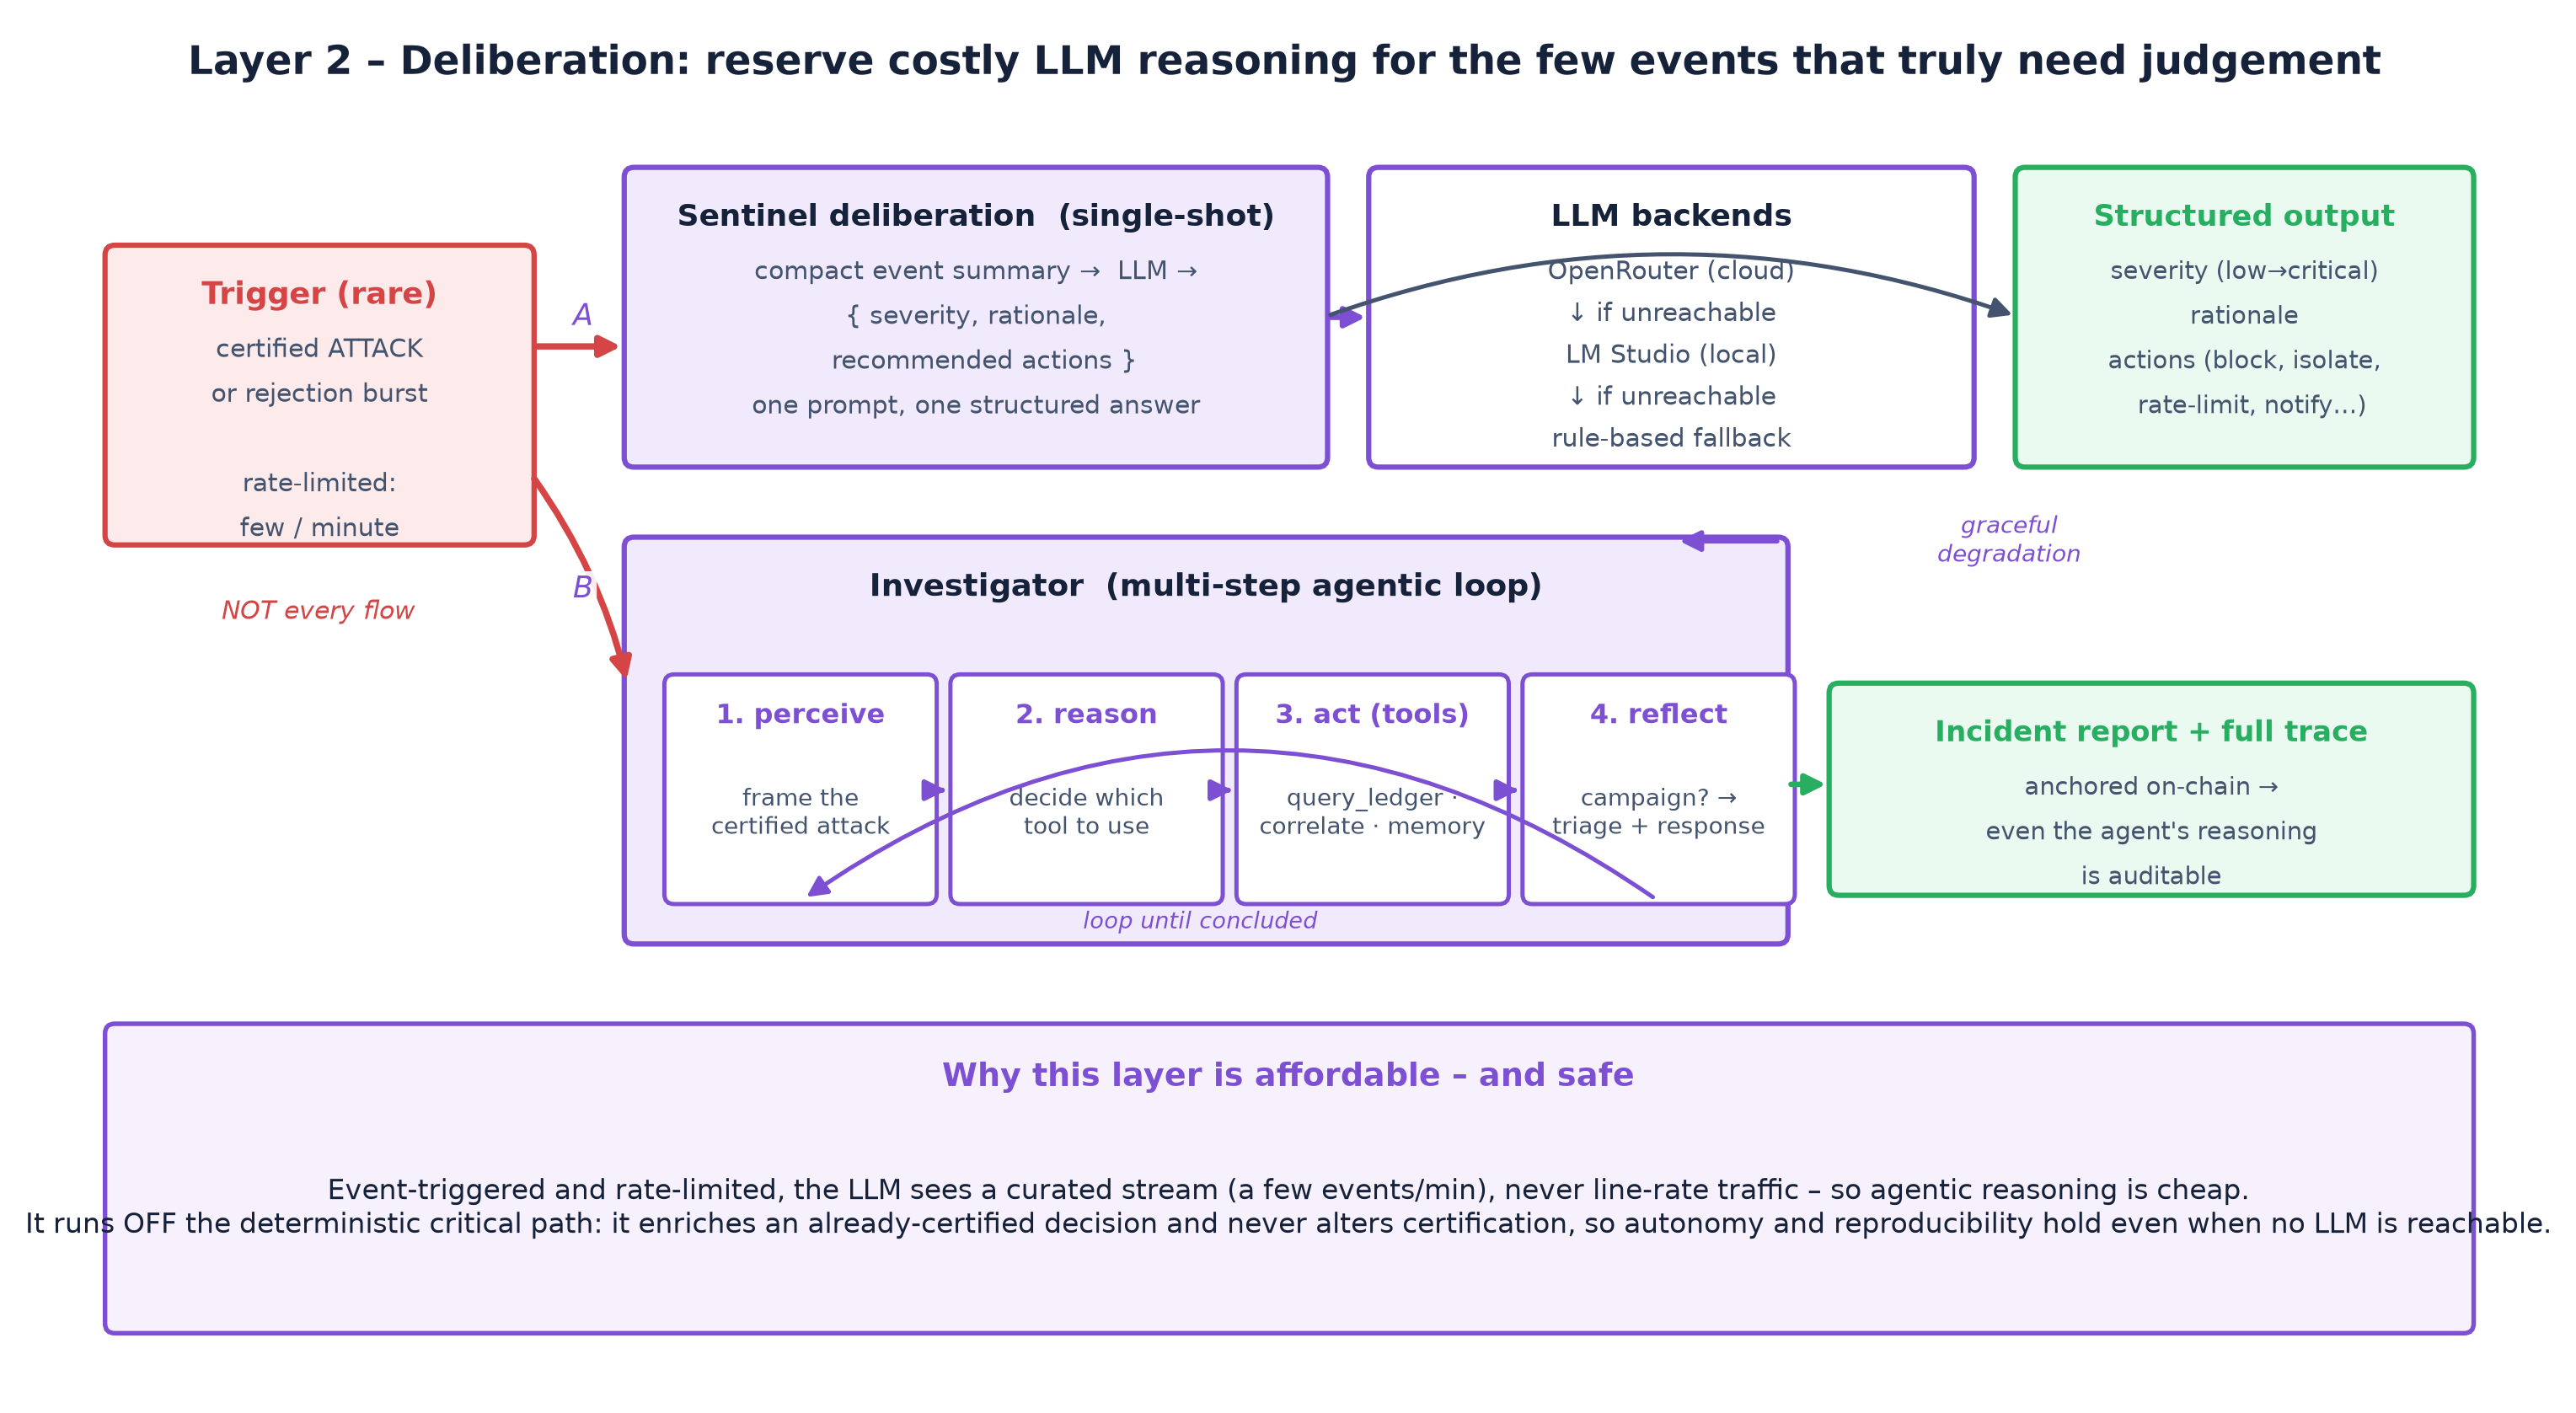 Layer 2 – Deliberation: reserve costly LLM reasoning for the few events that truly need judgement
Trigger (rare)
certified ATTACK
or rejection burst
rate-limited:
few / minute
NOT every flow
A
B
Sentinel deliberation (single-shot)
compact event summary → LLM →
{ severity, rationale,
recommended actions }
one prompt, one structured answer
LLM backends
OpenRouter (cloud)
↓ if unreachable
LM Studio (local)
↓ if unreachable
rule-based fallback
Structured output
severity (low→critical)
rationale
actions (block, isolate,
rate-limit, notify…)
graceful
degradation
Investigator (multi-step agentic loop)
1. perceive
frame the
certified attack
2. reason
decide which
tool to use
3. act (tools)
query_ledger ·
correlate · memory
4. reflect
campaign? →
triage + response
loop until concluded
Incident report + full trace
anchored on-chain →
even the agent's reasoning
is auditable
Why this layer is affordable – and safe
Event-triggered and rate-limited, the LLM sees a curated stream (a few events/min), never line-rate traffic – so agentic reasoning is cheap.
It runs OFF the deterministic critical path: it enriches an already-certified decision and never alters certification, so autonomy and reproducibility hold even when no LLM is reachable.